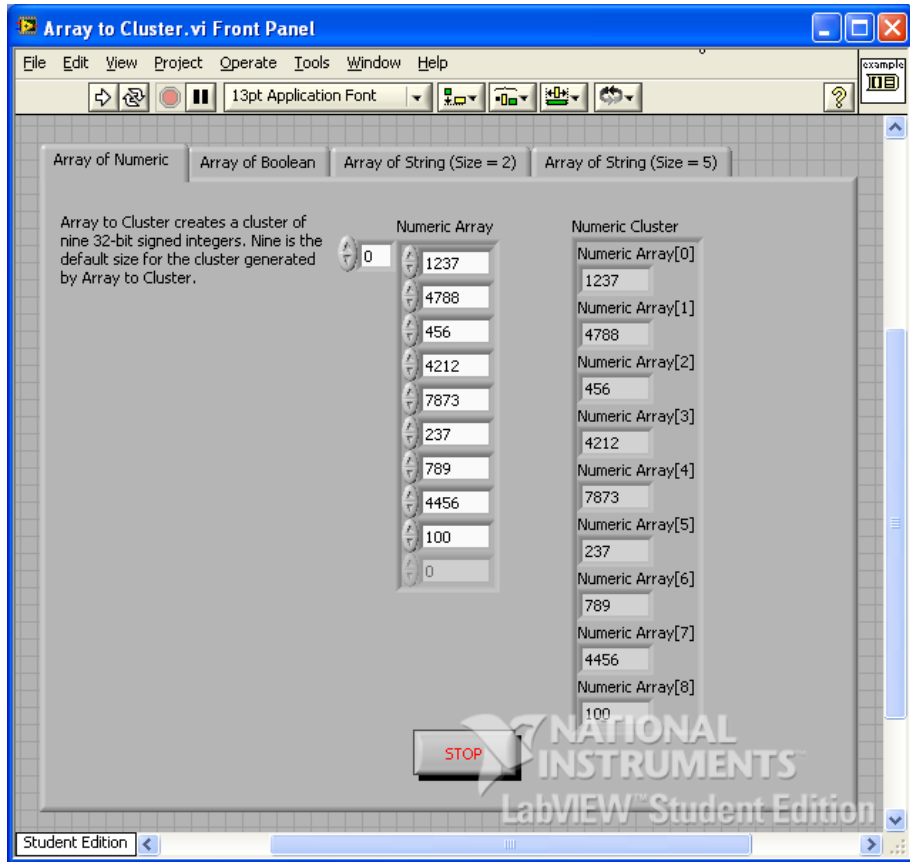 Array to Cluster.vi Front Panel
File Edit View Project Operate Tools Window Help
13pt Application Font
example
Array of Numeric
Array of Boolean
Array of String (Size = 2)
Array of String (Size = 5)
Array to Cluster creates a cluster of
nine 32-bit signed integers. Nine is the
default size for the cluster generated
by Array to Cluster.
Numeric Array
0
1237
4788
456
4212
7873
237
789
4456
100
0
Numeric Cluster
Numeric Array[0]
1237
Numeric Array[1]
4788
Numeric Array[2]
456
Numeric Array[3]
4212
Numeric Array[4]
7873
Numeric Array[5]
237
Numeric Array[6]
789
Numeric Array[7]
4456
Numeric Array[8]
100
STOP
NATIONAL
INSTRUMENTS
LabVIEW™ Student Edition
Student Edition